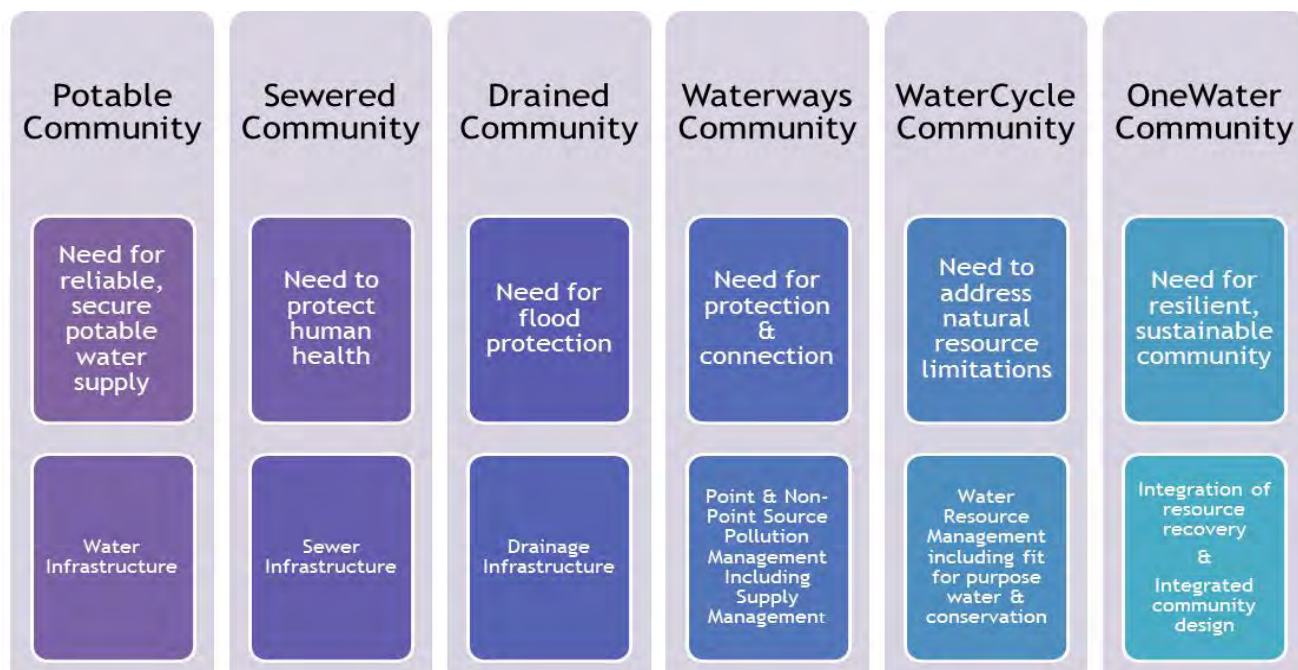 Potable
Community
Need for
reliable,
secure
potable
water
supply
Water
Infrastructure
Sewered
Community
Need to
protect
human
health
Sewer
Infrastructure
Drained
Community
Need for
flood
protection
Drainage
Infrastructure
Waterways
Community
Need for
protection
&
connection
Point & Non-
Point Source
Pollution
Management
Including
Supply
Management
WaterCycle
Community
Need to
address
natural
resource
limitations
Water
Resource
Management
including fit
for purpose
water &
conservation
OneWater
Community
Need for
resilient,
sustainable
community
Integration of
resource
recovery
&
Integrated
community
design